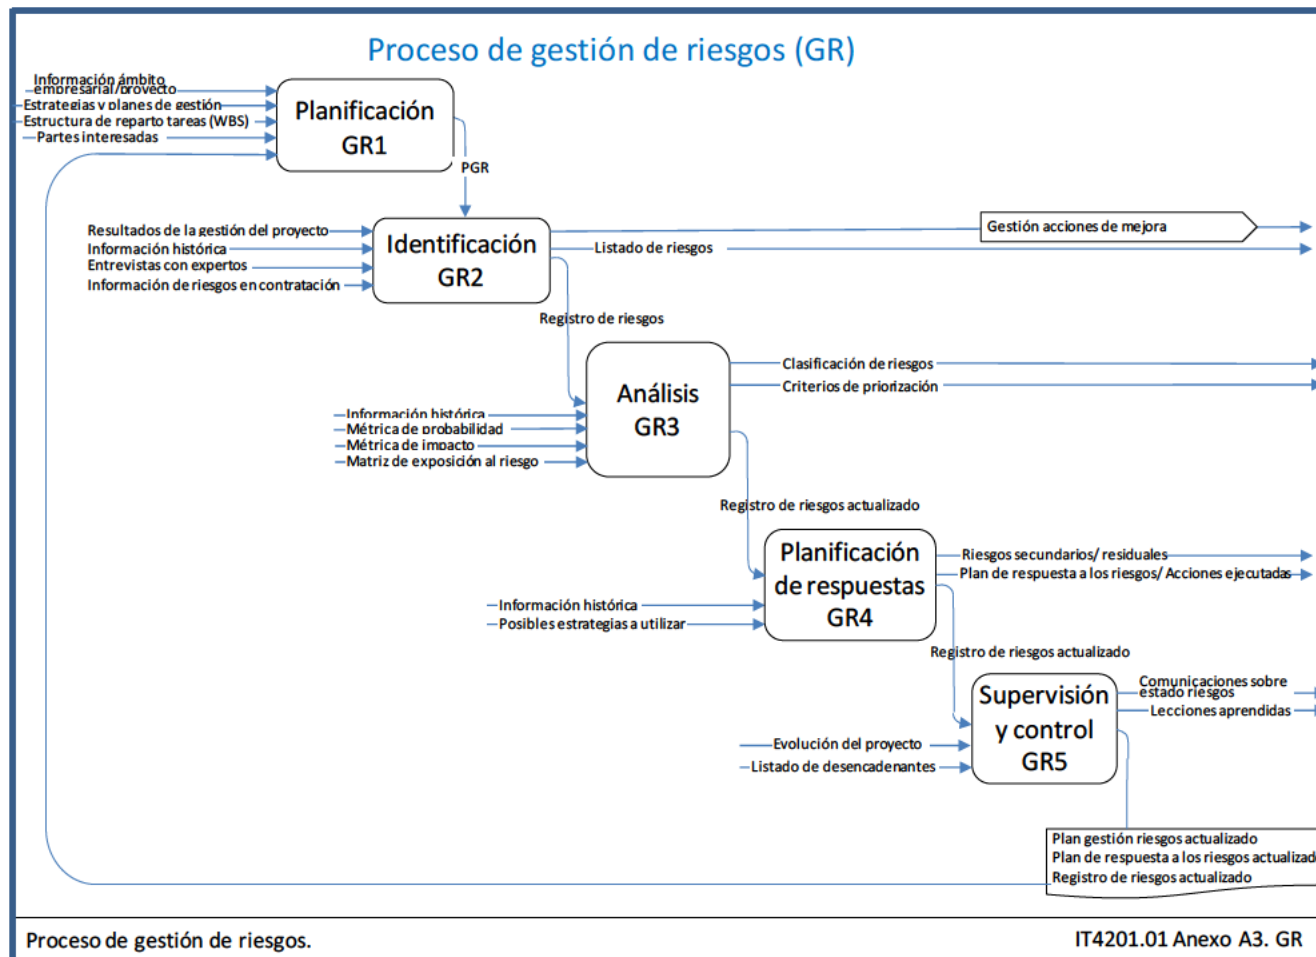 Proceso de gestión de riesgos (GR)
Información ámbito
empresarial/proyecto
Estrategias y planes de gestión
Estructura de reparto tareas (WBS)
Partes interesadas
Planificación
GR1
PGR
Resultados de la gestión del proyecto
Información histórica
Entrevistas con expertos
Información de riesgos en contratación
Identificación
GR2
Gestión acciones de mejora
Listado de riesgos
Registro de riesgos
Análisis
GR3
Clasificación de riesgos
Criterios de priorización
Información histórica
Métrica de probabilidad
Métrica de impacto
Matriz de exposición al riesgo
Registro de riesgos actualizado
Planificación
de respuestas
GR4
Riesgos secundarios/ residuales
Plan de respuesta a los riesgos/ Acciones ejecutadas
Información histórica
Posibles estrategias a utilizar
Registro de riesgos actualizado
Supervisión
y control
GR5
Comunicaciones sobre
estado riesgos
Lecciones aprendidas
Evolución del proyecto
Listado de desencadenantes
Plan gestión riesgos actualizado
Plan de respuesta a los riesgos actualizad
Registro de riesgos actualizado
Proceso de gestión de riesgos.
IT4201.01 Anexo A3. GR